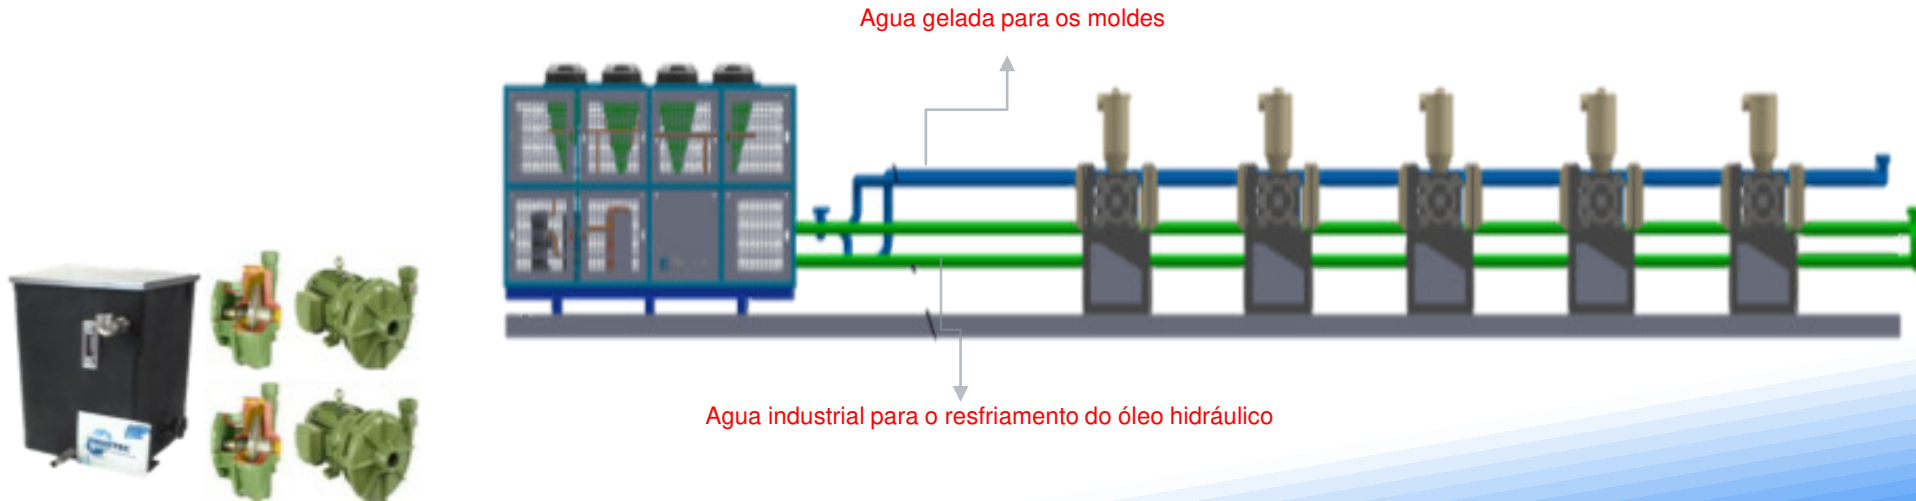 Agua gelada para os moldes
Agua industrial para o resfriamento do óleo hidráulico